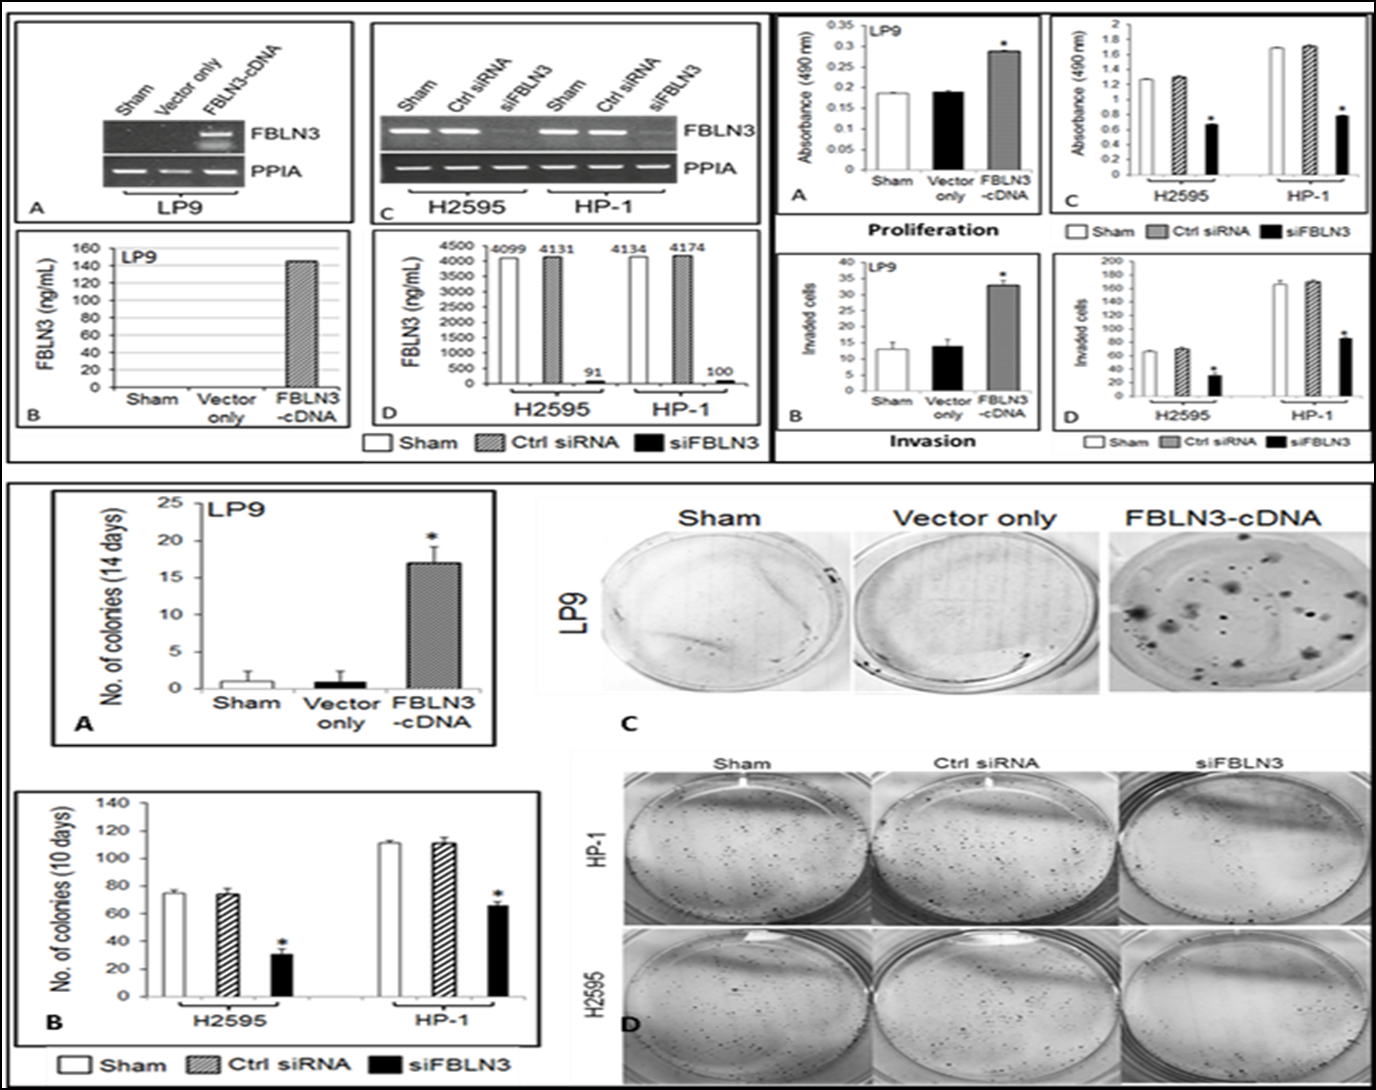 Sham Vector only FBLN3-cDNA
FBLN3
PPIA
LP9
A
Sham Ctrl siRNA siFBLN3 Sham Ctrl siRNA siFBLN3
FBLN3
PPIA
H2595 HP-1
C
LP9
FBLN3 (ng/mL)
160
140
120
100
80
60
40
20
0
Sham Vector only FBLN3 -cDNA
B
FBLN3 (ng/mL)
4500
4000
3500
3000
2500
2000
1500
1000
500
0
4099 4131 91 4134 4174 100
H2595 HP-1
D
Sham Ctrl siRNA siFBLN3
LP9
Absorbance (490 nm)
0.35
0.3
0.25
0.2
0.15
0.1
0.05
0
*
Sham Vector only FBLN3 -cDNA
A
Proliferation
Absorbance (490 nm)
2
1.8
1.6
1.4
1.2
1
0.8
0.6
0.4
0.2
0
* *
H2595 HP-1
C
Sham Ctrl siRNA siFBLN3
LP9
Invaded cells
40
35
30
25
20
15
10
5
0
*
Sham Vector only FBLN3 -cDNA
B
Invasion
Invaded cells
200
180
160
140
120
100
80
60
40
20
0
* *
H2595 HP-1
D
Sham Ctrl siRNA siFBLN3
LP9
No. of colonies (14 days)
25
20
15
10
5
0
*
Sham Vector only FBLN3 -cDNA
A
Sham Vector only FBLN3-cDNA
LP9
C
No. of colonies (10 days)
140
120
100
80
60
40
20
0
* *
H2595 HP-1
B
Sham Ctrl siRNA siFBLN3
Sham Ctrl siRNA siFBLN3
HP-1
H2595
D